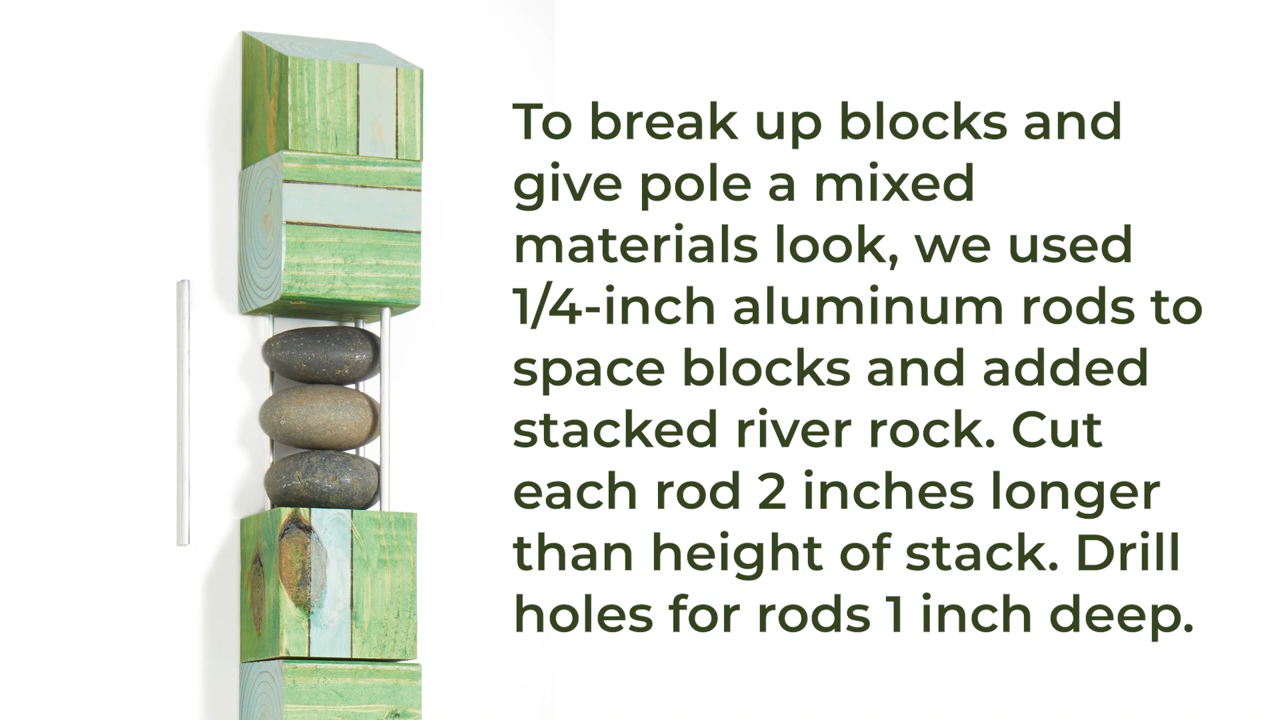 To break up blocks and
give pole a mixed
materials look, we used
1/4-inch aluminum rods to
space blocks and added
stacked river rock. Cut
each rod 2 inches longer
than height of stack. Drill
holes for rods 1 inch deep.